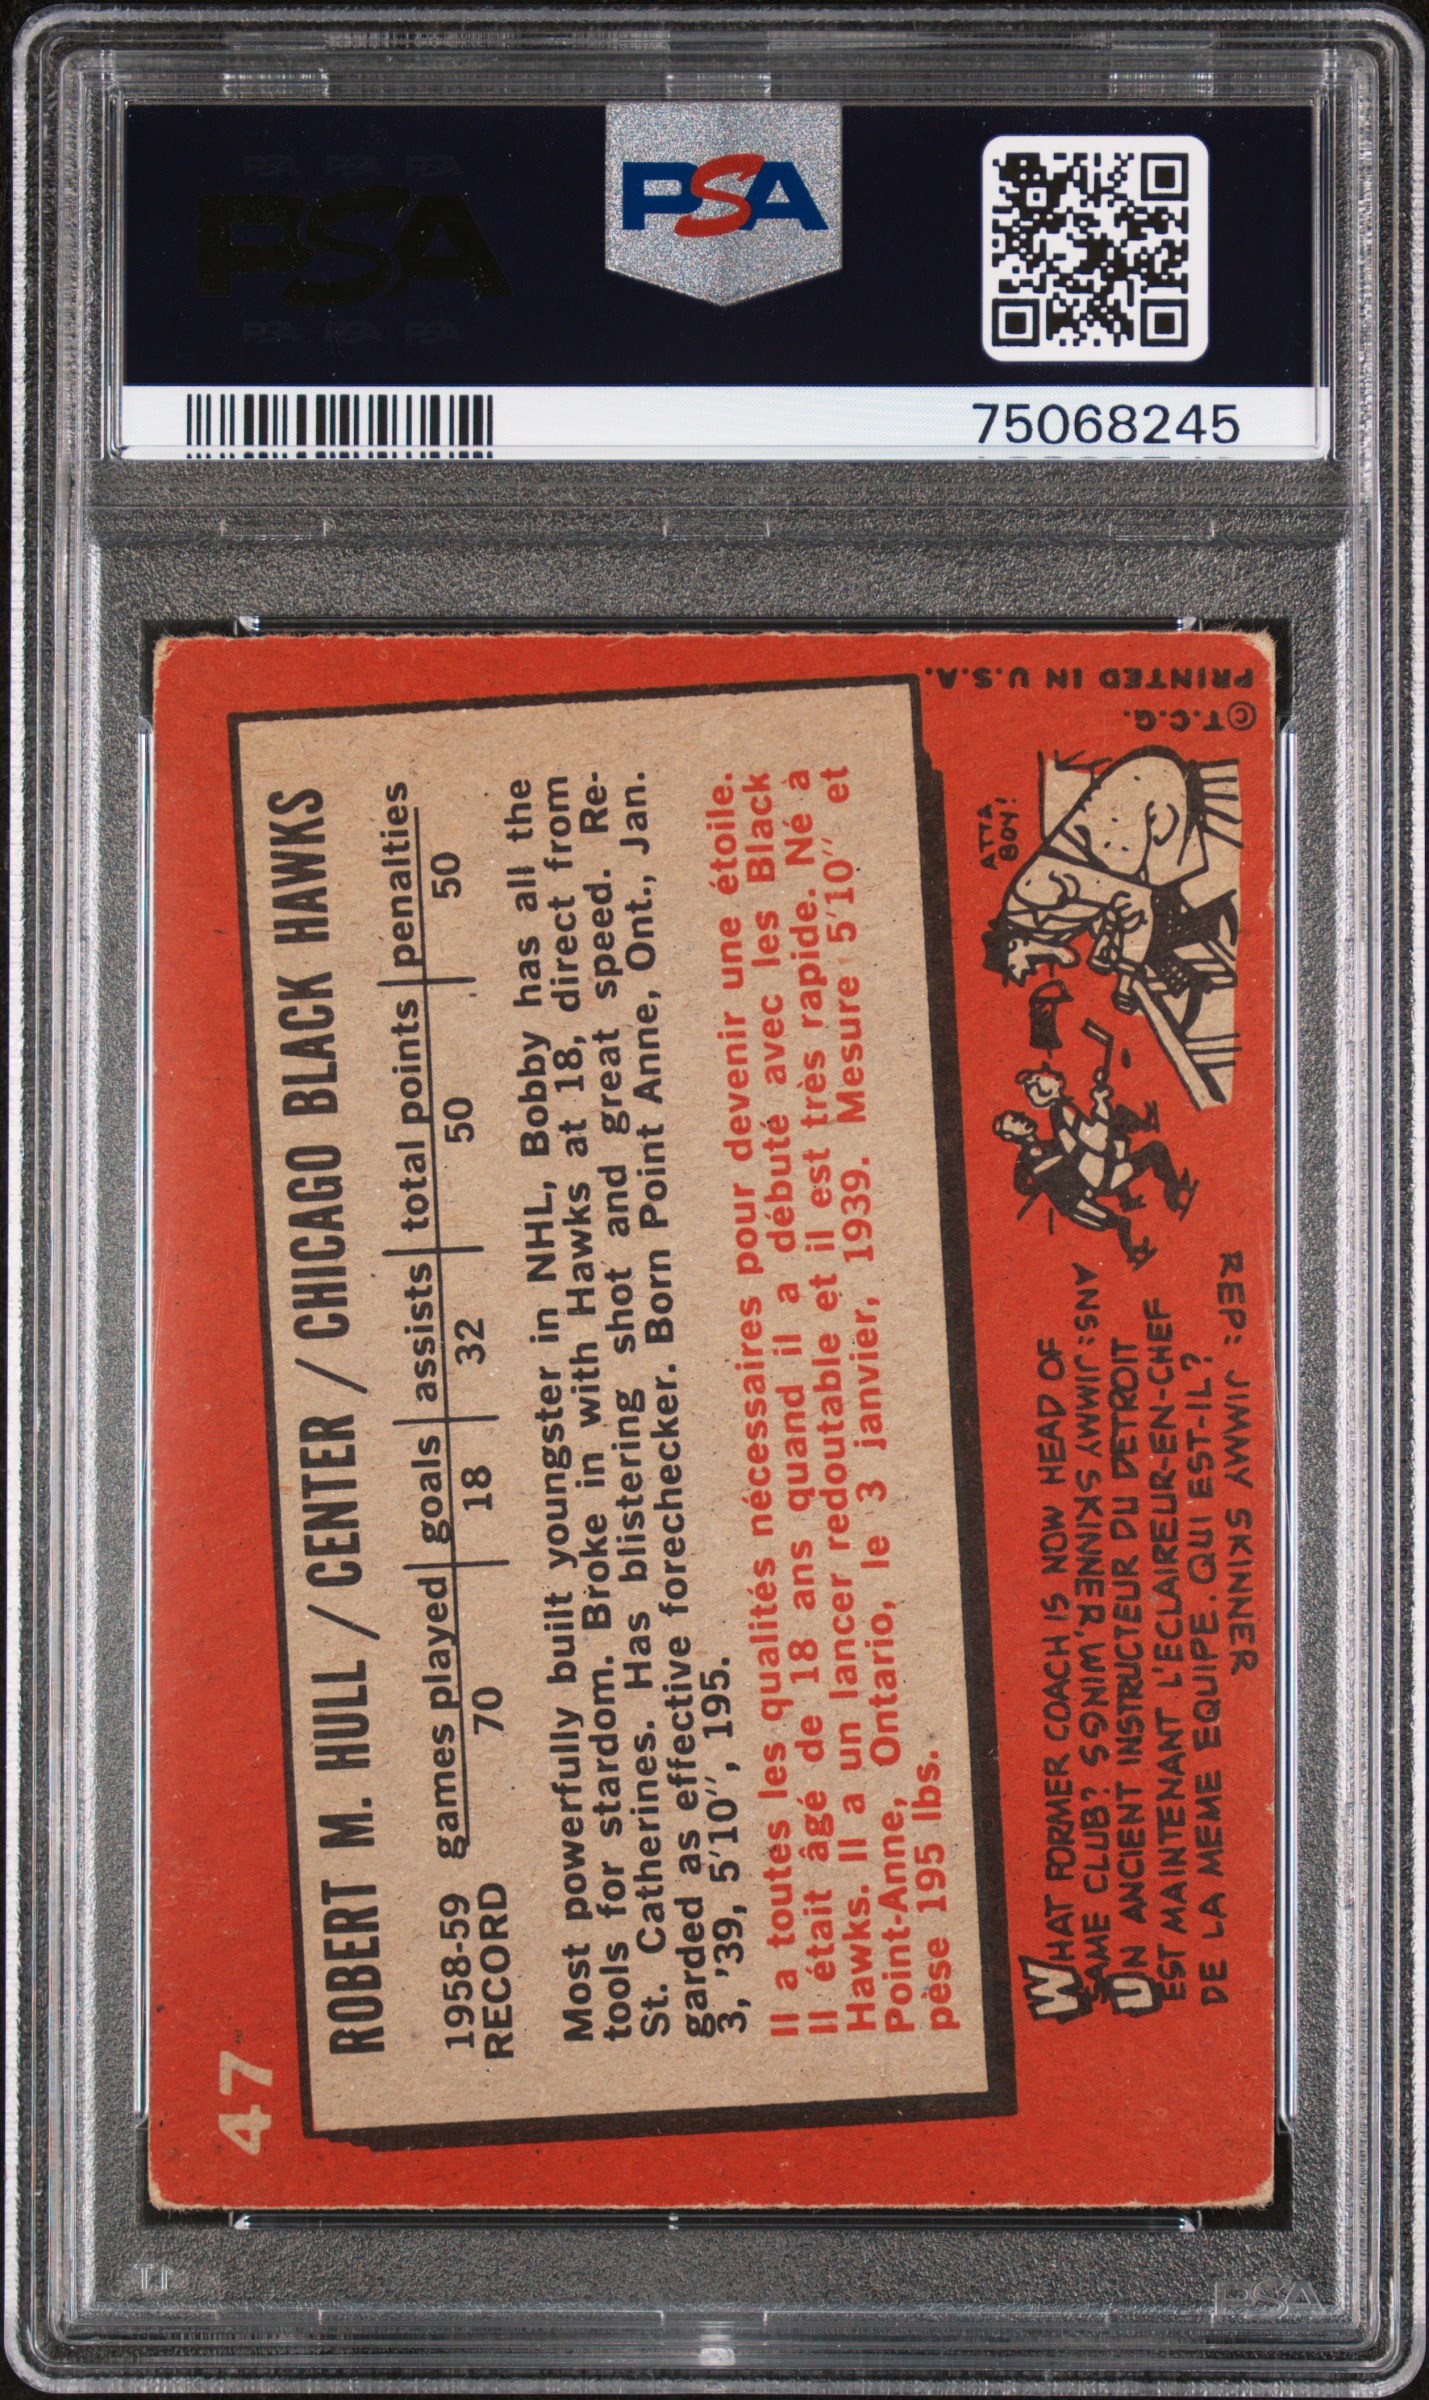 PSA
PSA PSA PSA
PSA
PSA PSA PSA
75068245
47
ROBERT M. HULL / CENTER / CHICAGO BLACK HAWKS
1958-59 RECORD
games played goals assists total points penalties
70 18 32 50 50
Most powerfully built youngster in NHL, Bobby has all the
tools for stardom. Broke in with Hawks at 18, direct from
St. Catherines. Has blistering shot and great speed. Re-
garded as effective forechecker. Born Point Anne, Ont., Jan.
3, '39, 5'10", 195.
Il a toutes les qualités nécessaires pour devenir une étoile.
Il était âgé de 18 ans quand il a débuté avec les Black
Hawks. Il a un lancer redoutable et il est très rapide. Né à
Point-Anne, Ontario, le 3 janvier, 1939. Mesure 5'10" et
pèse 195 lbs.
WHAT FORMER COACH IS NOW HEAD OF
SAME CLUB? ANS: JIMMY SKINNER, WINGS
UN ANCIENT INSTRUCTEUR DU DETROIT
EST MAINTENANT L'ECLAIREUR-EN-CHEF
DE LA MEME EQUIPE. QUI EST-IL?
REP: JIMMY SKINNER
ATTA
BOY!
© T.C.G.
PRINTED IN U.S.A.
PSA